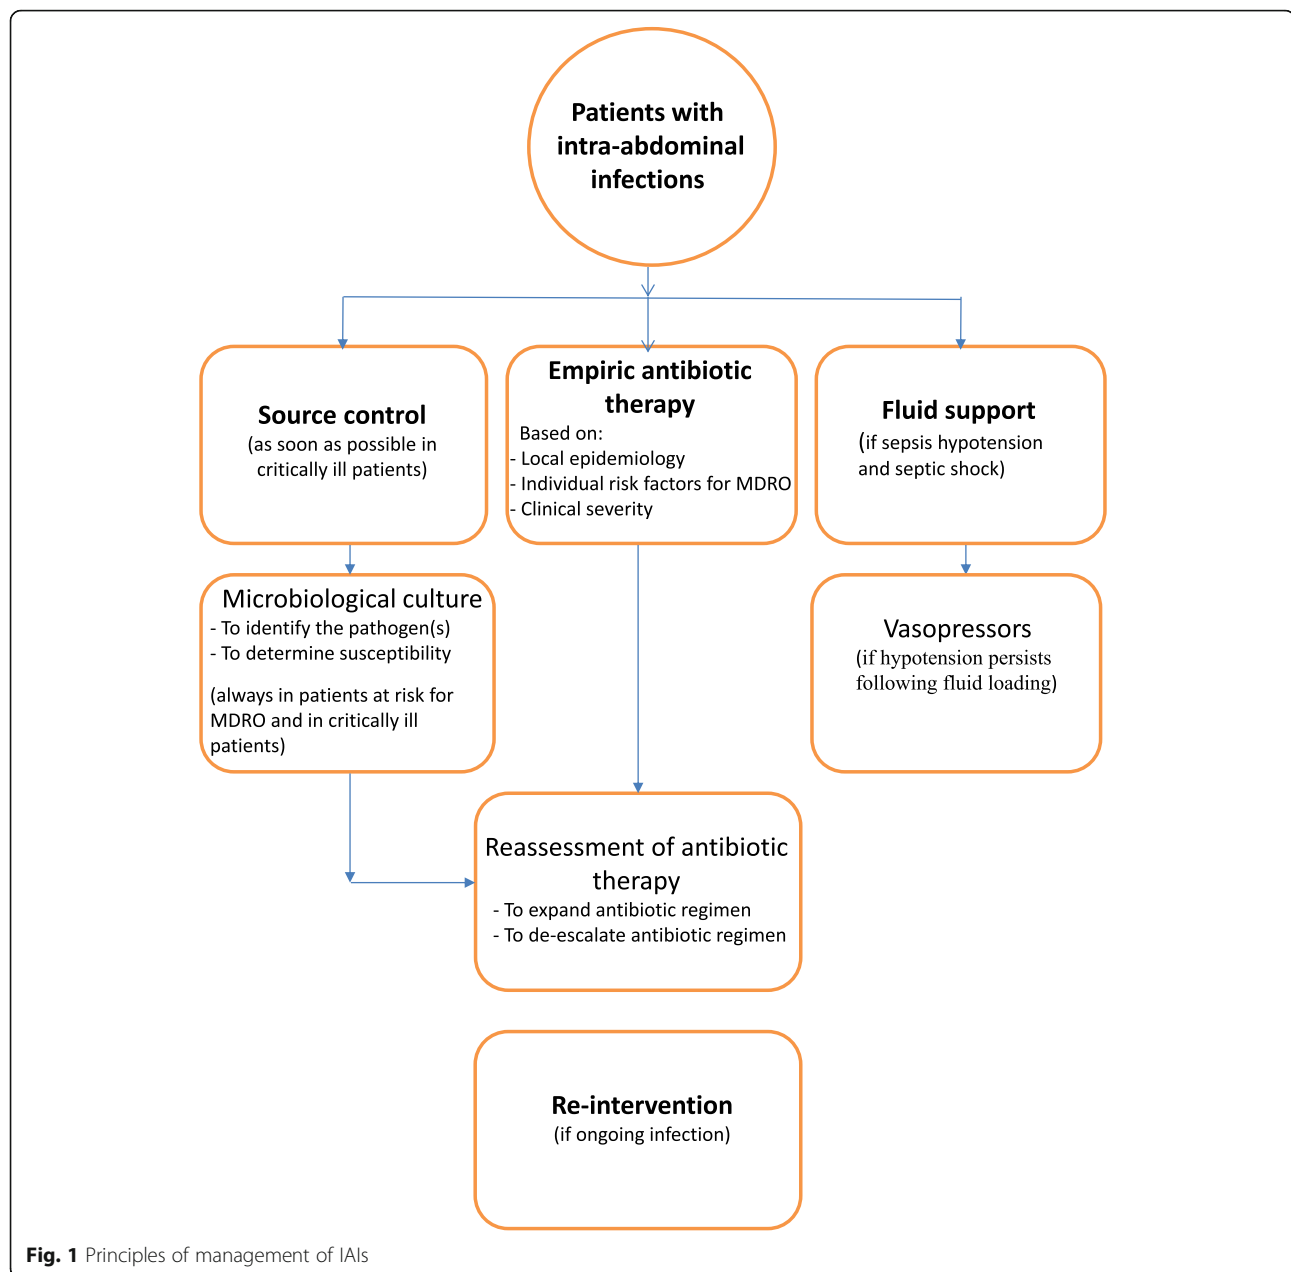 Patients with
intra-abdominal
infections
Source control
(as soon as possible in
critically ill patients)
Empiric antibiotic
therapy
Based on:
- Local epidemiology
- Individual risk factors for MDRO
- Clinical severity
Fluid support
(if sepsis hypotension
and septic shock)
Microbiological culture
- To identify the pathogen(s)
- To determine susceptibility
(always in patients at risk for
MDRO and in critically ill
patients)
Vasopressors
(if hypotension persists
following fluid loading)
Reassessment of antibiotic
therapy
- To expand antibiotic regimen
- To de-escalate antibiotic regimen
Re-intervention
(if ongoing infection)
Fig. 1 Principles of management of IAIs